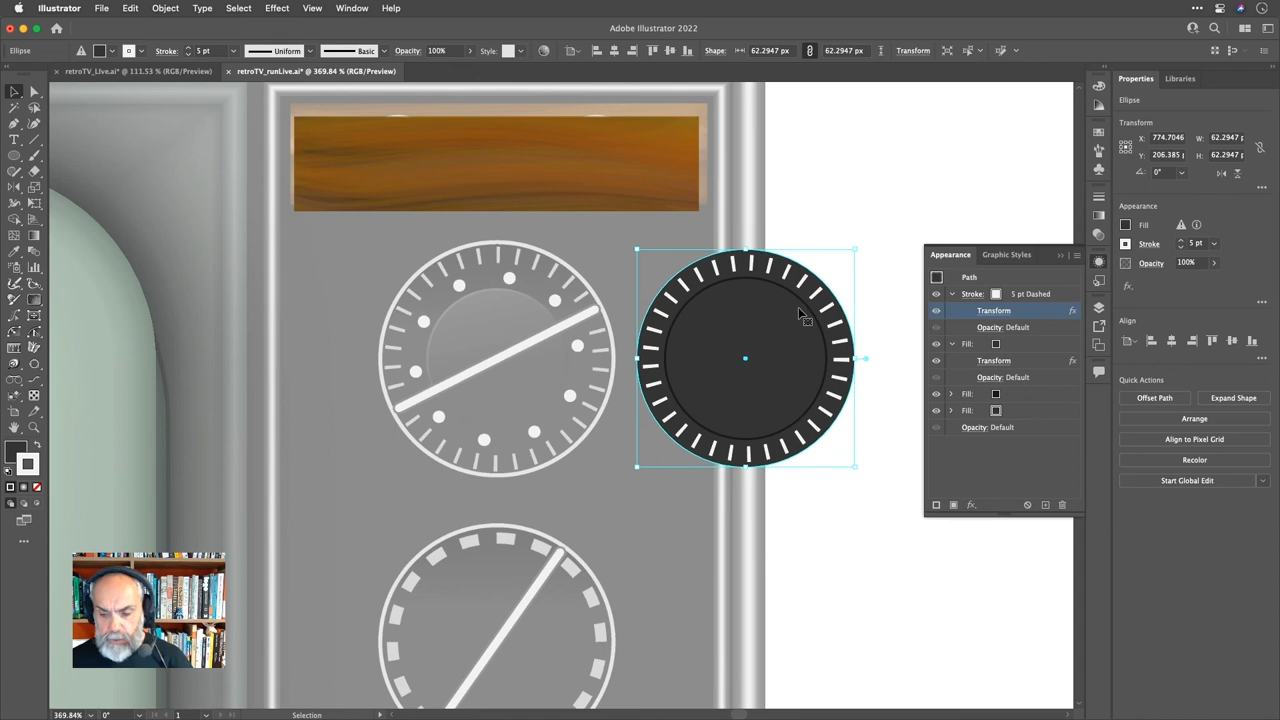 Illustrator File Edit Object Type Select Effect View Window Help
Adobe Illustrator 2022
Ellipse Stroke: 5 pt Uniform Basic Opacity: 100% Style: Shape: 62.2947 px 62.2947 px Transform
× retroTV_LIve.ai* @ 111.53 % (RGB/Preview) × retroTV_runLive.ai* @ 369.84 % (RGB/Preview)
Properties Libraries
Ellipse
Transform
X: 774.7046 W: 62.2947 p
Y: 206.385 p H: 62.2947 p
0°
Appearance
Fill
Stroke 5 pt
Opacity 100%
fx.
Align
Quick Actions
Offset Path Expand Shape
Arrange
Align to Pixel Grid
Recolor
Start Global Edit
Appearance Graphic Styles
Path
Stroke: 5 pt Dashed
Transform fx
Opacity: Default
Fill:
Transform fx
Opacity: Default
Fill:
Fill:
Opacity: Default
fx.
369.84% 0° 1 Selection